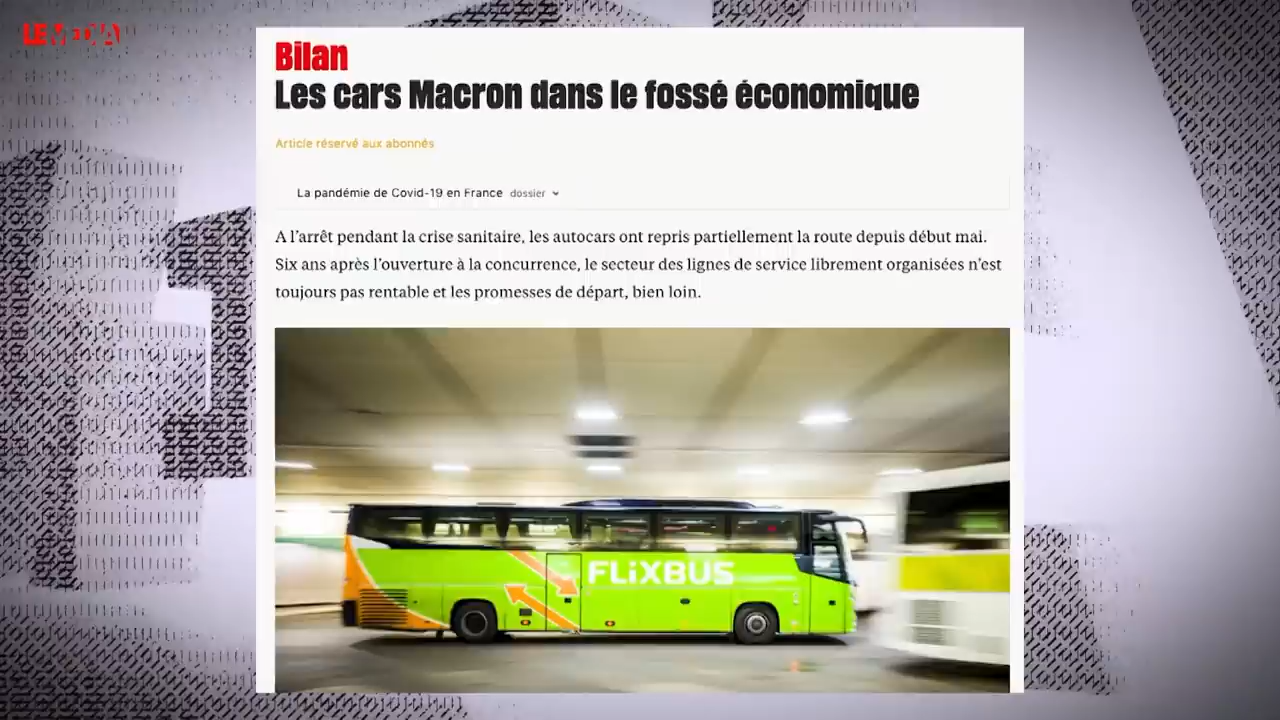 LE MEDIA
Bilan
Les cars Macron dans le fossé économique
Article réservé aux abonnés
La pandémie de Covid-19 en France dossier
A l’arrêt pendant la crise sanitaire, les autocars ont repris partiellement la route depuis début mai.
Six ans après l’ouverture à la concurrence, le secteur des lignes de service librement organisées n’est
toujours pas rentable et les promesses de départ, bien loin.
FLiXBUS